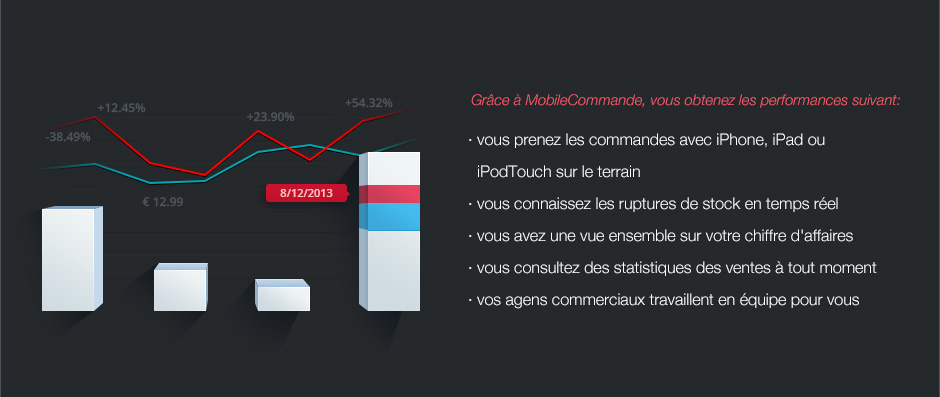 +12.45%
+54.32%
+23.90%
-38.49%
8/12/2013
€ 12.99
Grâce à MobileCommande, vous obtenez les performances suivant:
· vous prenez les commandes avec iPhone, iPad ou
iPodTouch sur le terrain
· vous connaissez les ruptures de stock en temps réel
· vous avez une vue ensemble sur votre chiffre d'affaires
· vous consultez des statistiques des ventes à tout moment
· vos agens commerciaux travaillent en équipe pour vous